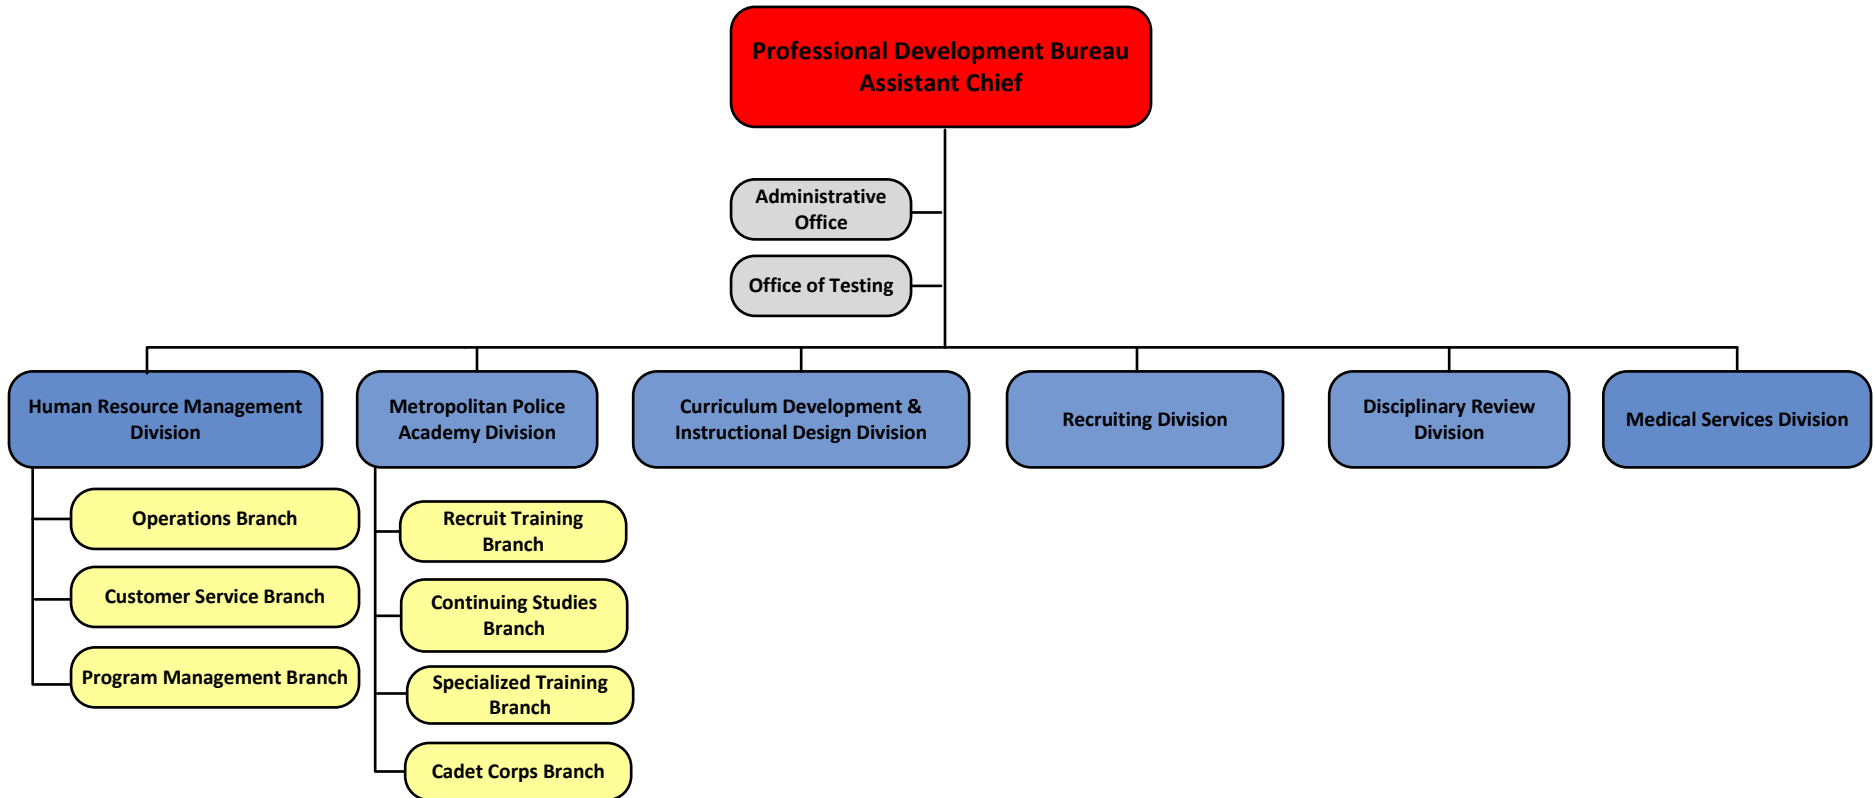 Professional Development Bureau
Assistant Chief
Administrative
Office
Office of Testing
Human Resource Management
Division
Metropolitan Police
Academy Division
Curriculum Development &
Instructional Design Division
Recruiting Division
Disciplinary Review
Division
Medical Services Division
Operations Branch
Customer Service Branch
Program Management Branch
Recruit Training
Branch
Continuing Studies
Branch
Specialized Training
Branch
Cadet Corps Branch